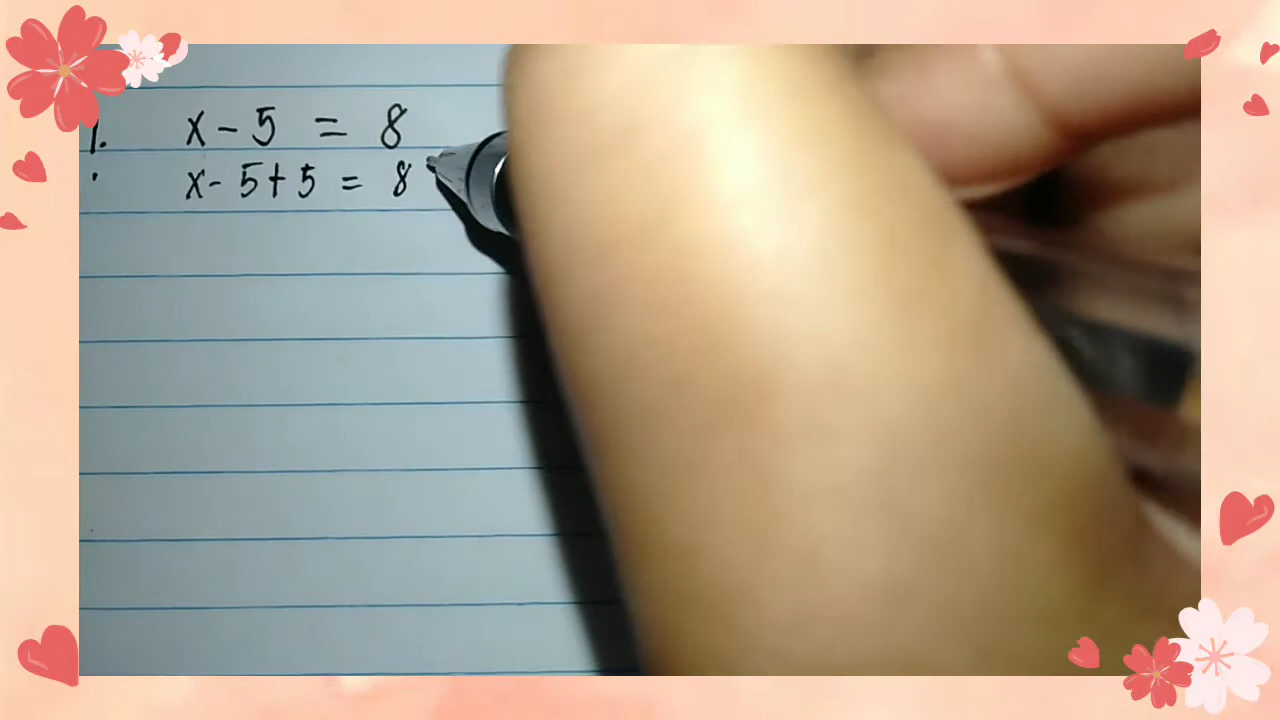 1. x - 5 = 8
x - 5 + 5 = 8